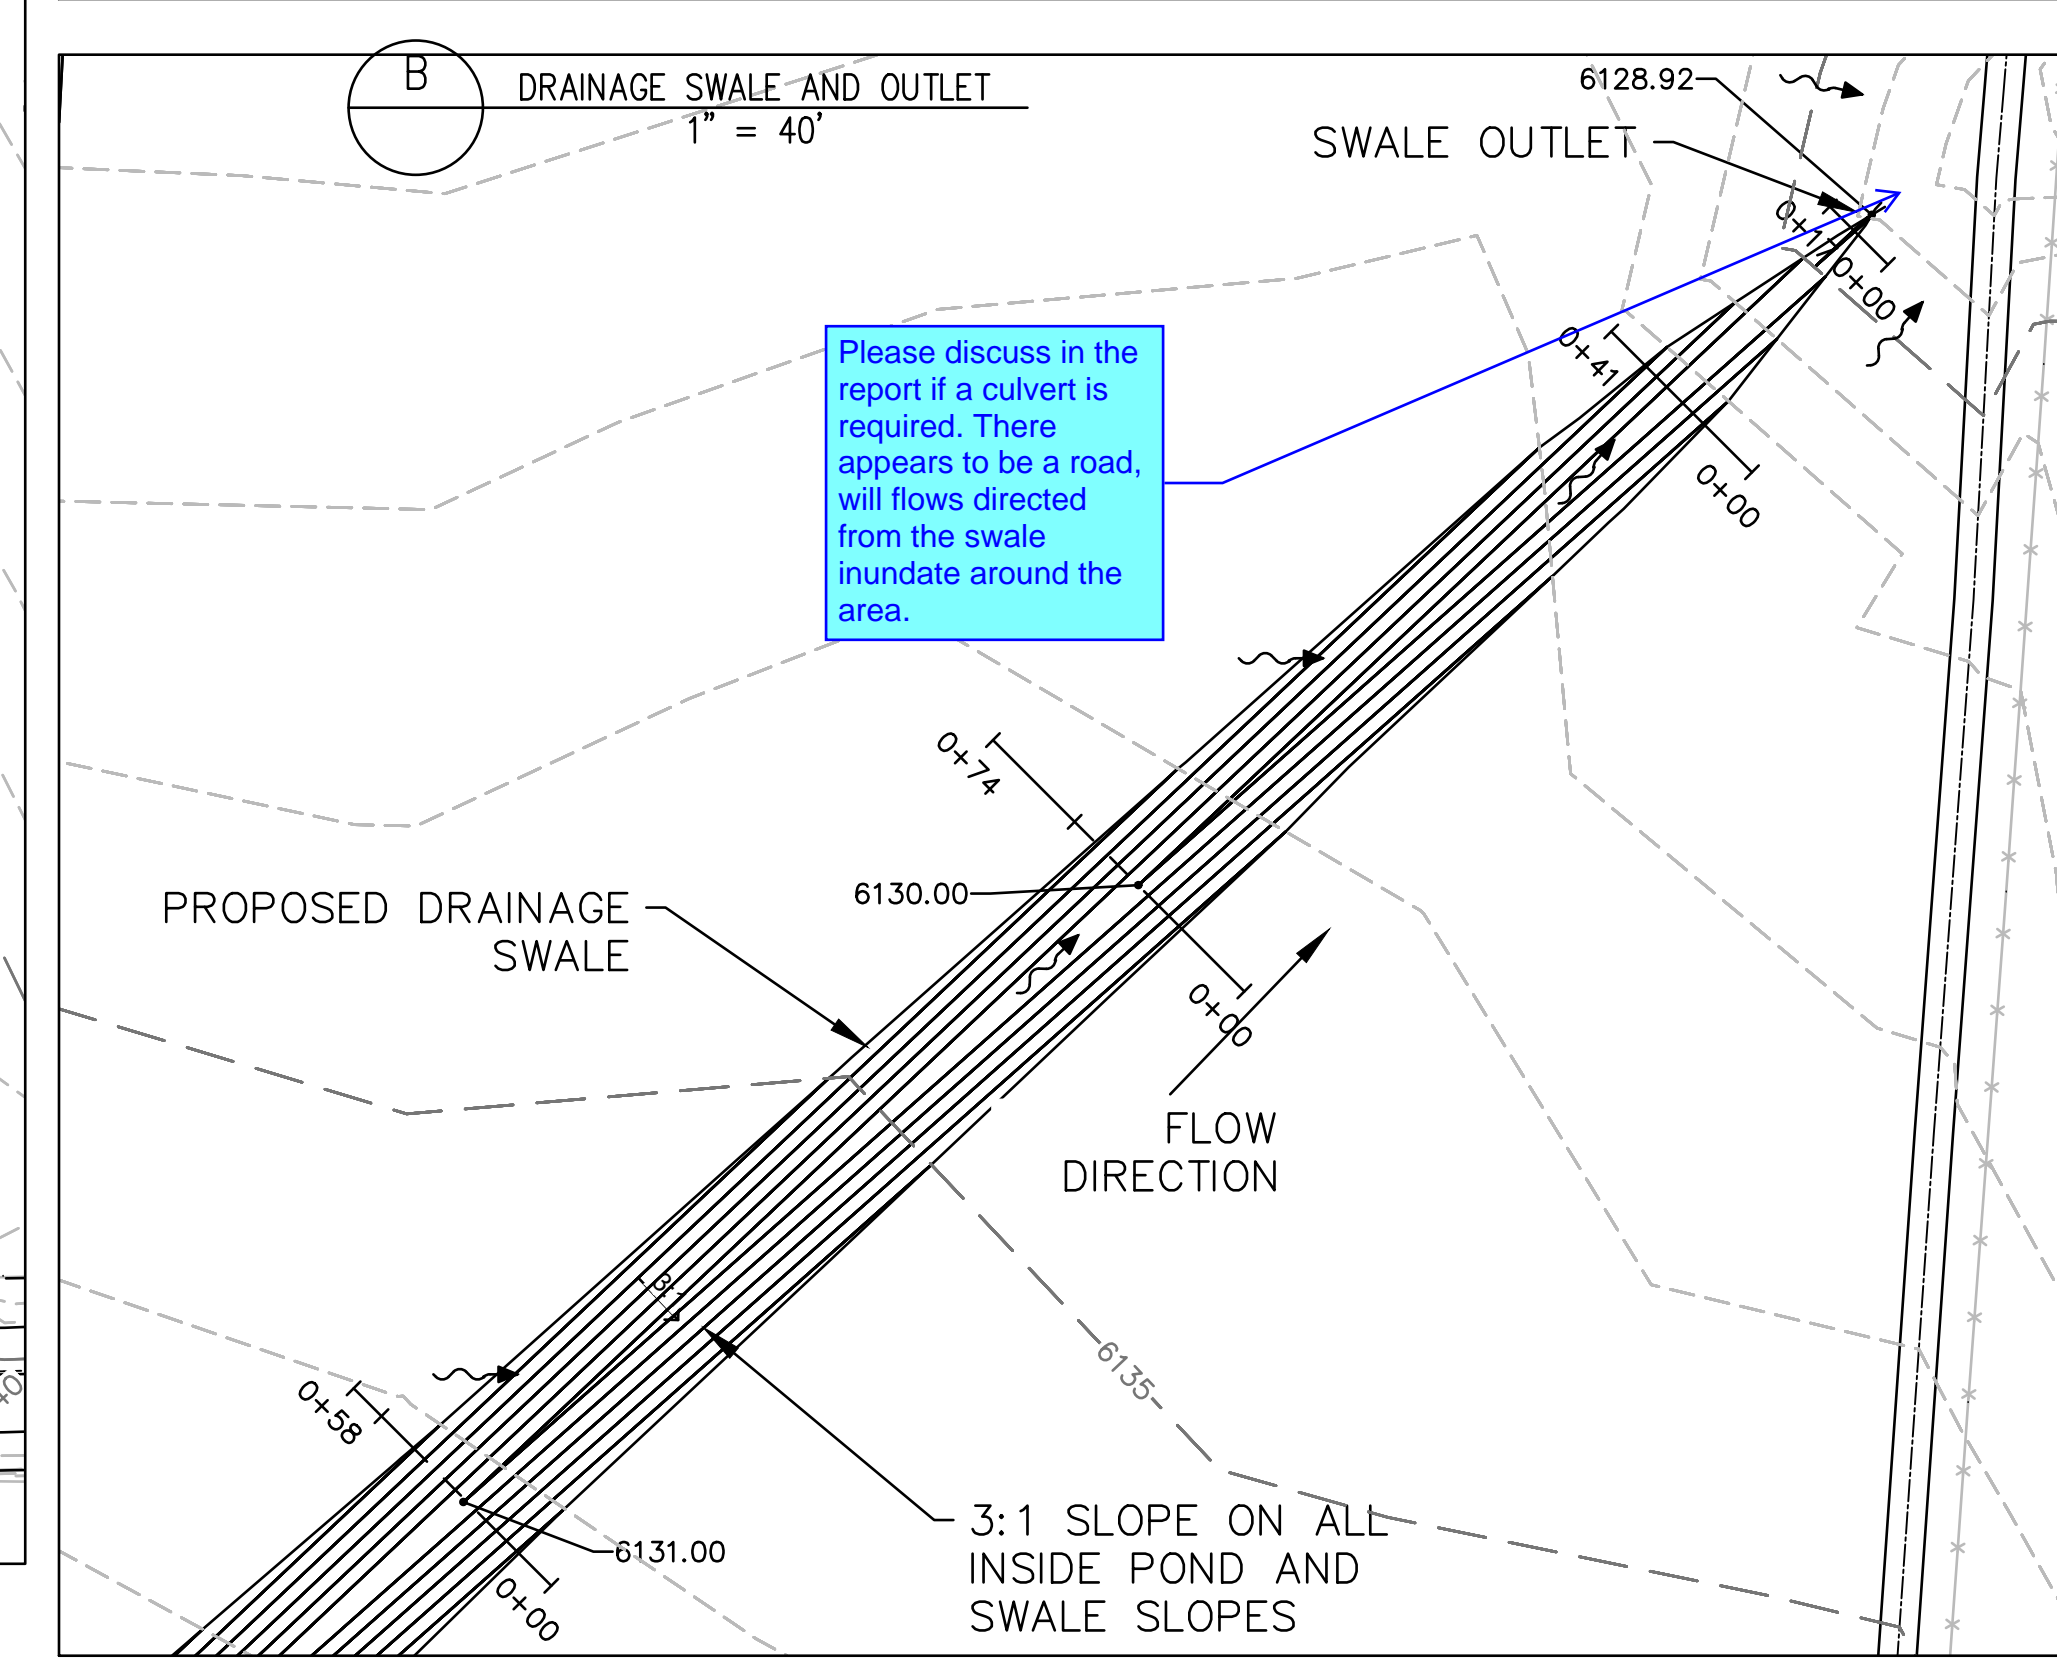 B
DRAINAGE SWALE AND OUTLET
1" = 40'
6128.92
SWALE OUTLET
0+17
0+00
0+41
0+00
Please discuss in the
report if a culvert is
required. There
appears to be a road,
will flows directed
from the swale
inundate around the
area.
0+74
6130.00
0+00
PROPOSED DRAINAGE
SWALE
FLOW
DIRECTION
3:1
6135
0+58
6131.00
0+00
3:1 SLOPE ON ALL
INSIDE POND AND
SWALE SLOPES